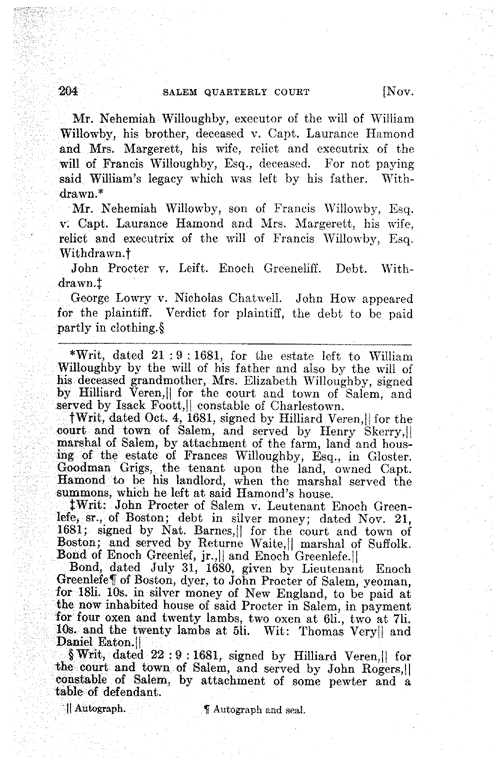 204 SALEM QUARTERLY COURT [Nov.
Mr. Nehemiah Willoughby, executor of the will of William
Willowby, his brother, deceased v. Capt. Laurance Hamond
and Mrs. Margerett, his wife, relict and executrix of the
will of Francis Willoughby, Esq., deceased. For not paying
said William's legacy which was left by his father. With-
drawn.*
Mr. Nehemiah Willowby, son of Francis Willowby, Esq.
v. Capt. Laurance Hamond and Mrs. Margerett, his wife,
relict and executrix of the will of Francis Willowby, Esq.
Withdrawn.†
John Procter v. Leift. Enoch Greeneliff. Debt. With-
drawn.‡
George Lowry v. Nicholas Chatwell. John How appeared
for the plaintiff. Verdict for plaintiff, the debt to be paid
partly in clothing.§
*Writ, dated 21 : 9 : 1681, for the estate left to William
Willoughby by the will of his father and also by the will of
his deceased grandmother, Mrs. Elizabeth Willoughby, signed
by Hilliard Veren,|| for the court and town of Salem, and
served by Isack Foott,|| constable of Charlestown.
†Writ, dated Oct. 4, 1681, signed by Hilliard Veren,|| for the
court and town of Salem, and served by Henry Skerry,||
marshal of Salem, by attachment of the farm, land and hous-
ing of the estate of Frances Willoughby, Esq., in Gloster.
Goodman Grigs, the tenant upon the land, owned Capt.
Hamond to be his landlord, when the marshal served the
summons, which he left at said Hamond's house.
‡Writ: John Procter of Salem v. Leutenant Enoch Green-
lefe, sr., of Boston; debt in silver money; dated Nov. 21,
1681; signed by Nat. Barnes,|| for the court and town of
Boston; and served by Returne Waite,|| marshal of Suffolk.
Bond of Enoch Greenlef, jr.,|| and Enoch Greenlefe.||
Bond, dated July 31, 1680, given by Lieutenant Enoch
Greenlefe¶ of Boston, dyer, to John Procter of Salem, yeoman,
for 18li. 10s. in silver money of New England, to be paid at
the now inhabited house of said Procter in Salem, in payment
for four oxen and twenty lambs, two oxen at 6li., two at 7li.
10s. and the twenty lambs at 5li. Wit: Thomas Very|| and
Daniel Eaton.||
§Writ, dated 22 : 9 : 1681, signed by Hilliard Veren,|| for
the court and town of Salem, and served by John Rogers,||
constable of Salem, by attachment of some pewter and a
table of defendant.
|| Autograph. ¶ Autograph and seal.